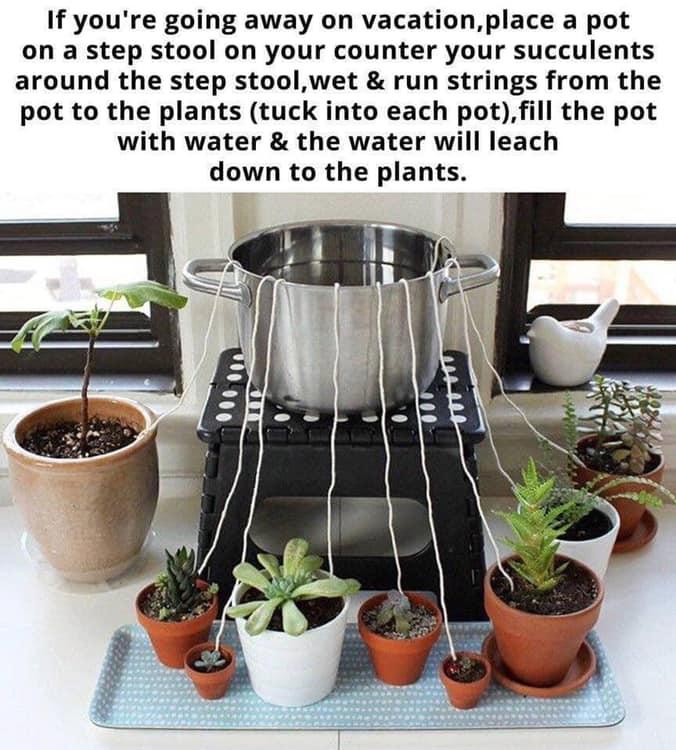 If you're going away on vacation,place a pot
on a step stool on your counter your succulents
around the step stool,wet & run strings from the
pot to the plants (tuck into each pot),fill the pot
with water & the water will leach
down to the plants.